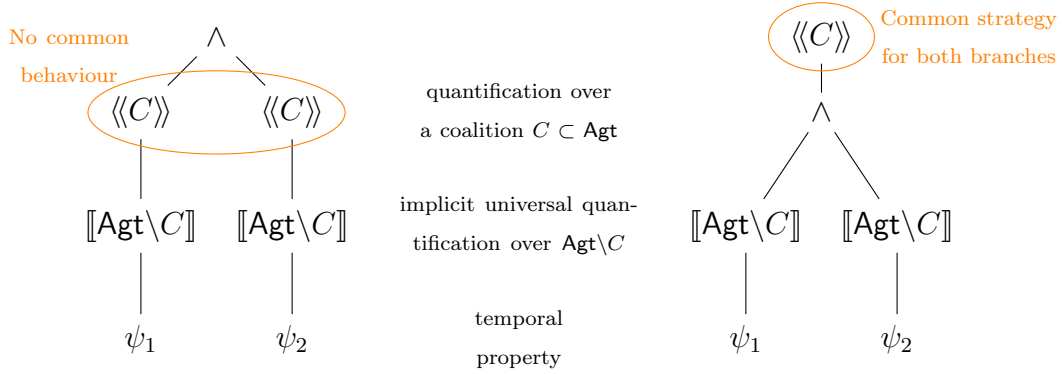 No common
behaviour
∧
⟪C⟫ ⟪C⟫
⟦Agt\C⟧ ⟦Agt\C⟧
ψ1 ψ2
quantification over
a coalition C ⊂ Agt
implicit universal quan-
tification over Agt\C
temporal
property
⟪C⟫
Common strategy
for both branches
∧
⟦Agt\C⟧ ⟦Agt\C⟧
ψ1 ψ2